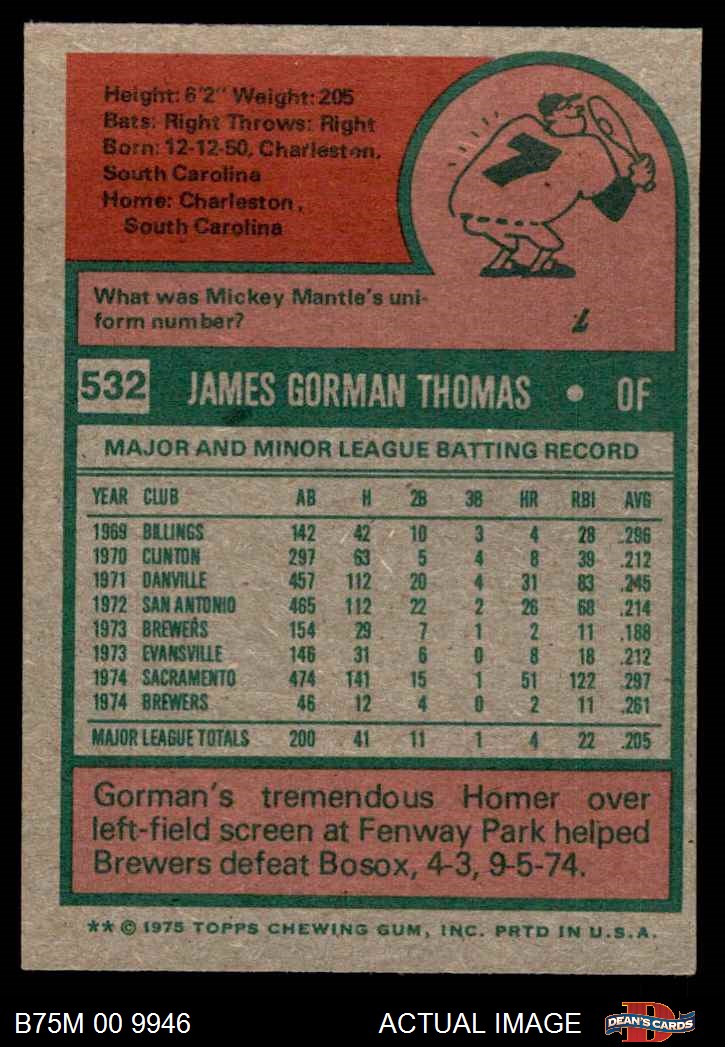 Height: 6'2" Weight: 205
Bats: Right Throws: Right
Born: 12-12-50, Charleston,
South Carolina
Home: Charleston,
South Carolina
7
What was Mickey Mantle's uni-
form number?
7
532 JAMES GORMAN THOMAS • OF
MAJOR AND MINOR LEAGUE BATTING RECORD
YEAR CLUB AB H 2B 3B HR RBI AVG
1969 BILLINGS 142 42 10 3 4 28 .296
1970 CLINTON 297 63 5 4 8 39 .212
1971 DANVILLE 457 112 20 4 31 83 .245
1972 SAN ANTONIO 465 112 22 2 26 68 .214
1973 BREWERS 154 29 7 1 2 11 .188
1973 EVANSVILLE 146 31 6 0 8 18 .212
1974 SACRAMENTO 474 141 15 1 51 122 .297
1974 BREWERS 46 12 4 0 2 11 .261
MAJOR LEAGUE TOTALS 200 41 11 1 4 22 .205
Gorman's tremendous Homer over
left-field screen at Fenway Park helped
Brewers defeat Bosox, 4-3, 9-5-74.
** © 1975 TOPPS CHEWING GUM, INC. PRTD IN U.S.A.
B75M 00 9946 ACTUAL IMAGE D DEAN'S CARDS